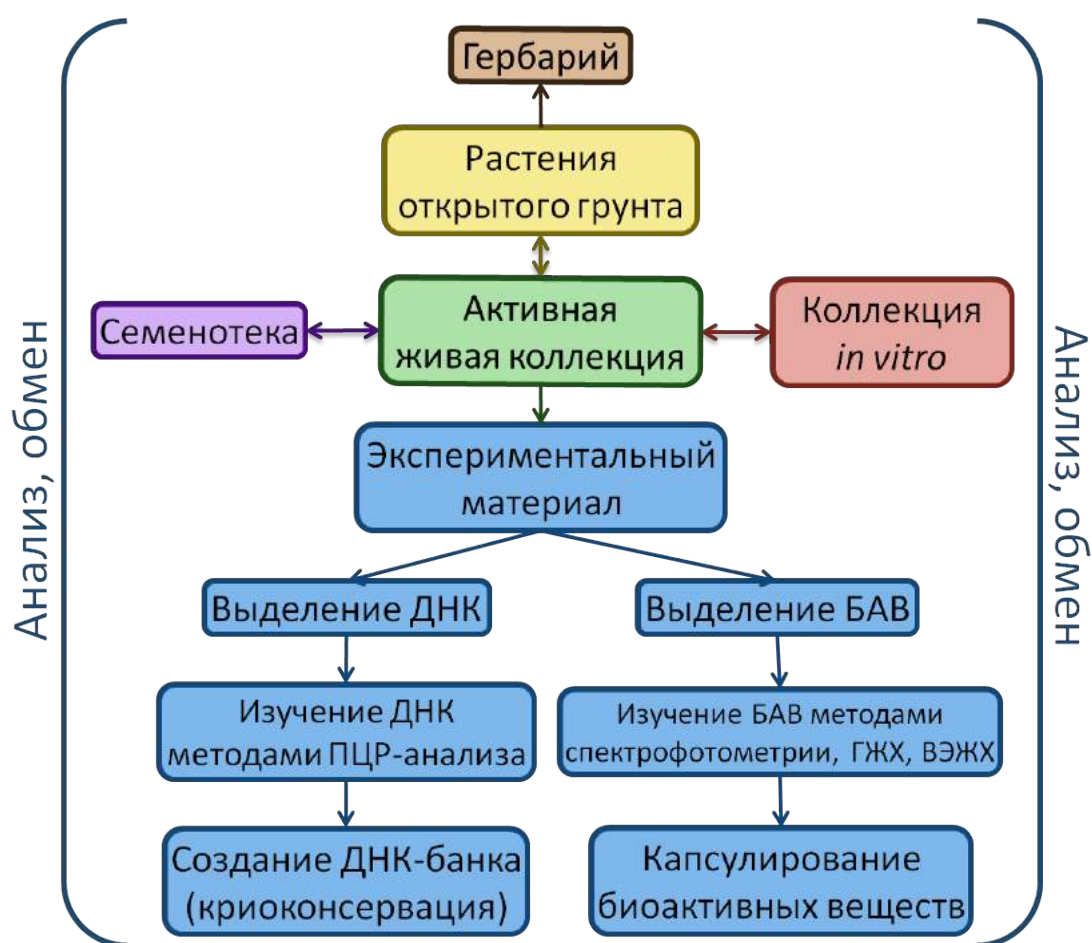 Гербарий
Растения
открытого грунта
Семенотека
Активная
живая коллекция
Коллекция
in vitro
Экспериментальный
материал
Выделение ДНК
Выделение БАВ
Изучение ДНК
методами ПЦР-анализа
Изучение БАВ методами
спектрофотометрии, ГЖХ, ВЭЖХ
Создание ДНК-банка
(криоконсервация)
Капсулирование
биоактивных веществ
Анализ, обмен
Анализ, обмен